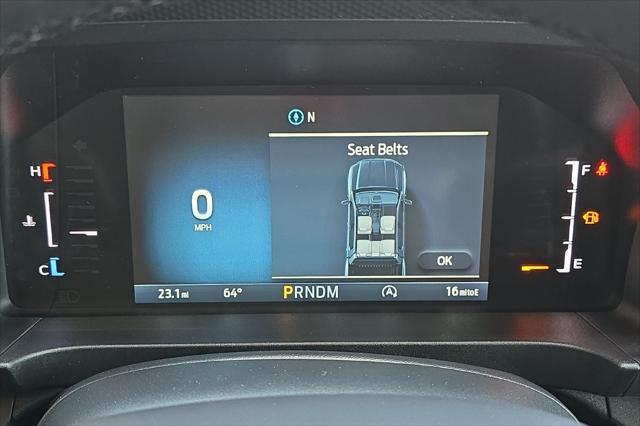 N
Seat Belts
H
F
0
MPH
C
OK
E
23.1 mi 64° PRNDM A 16 mi to E